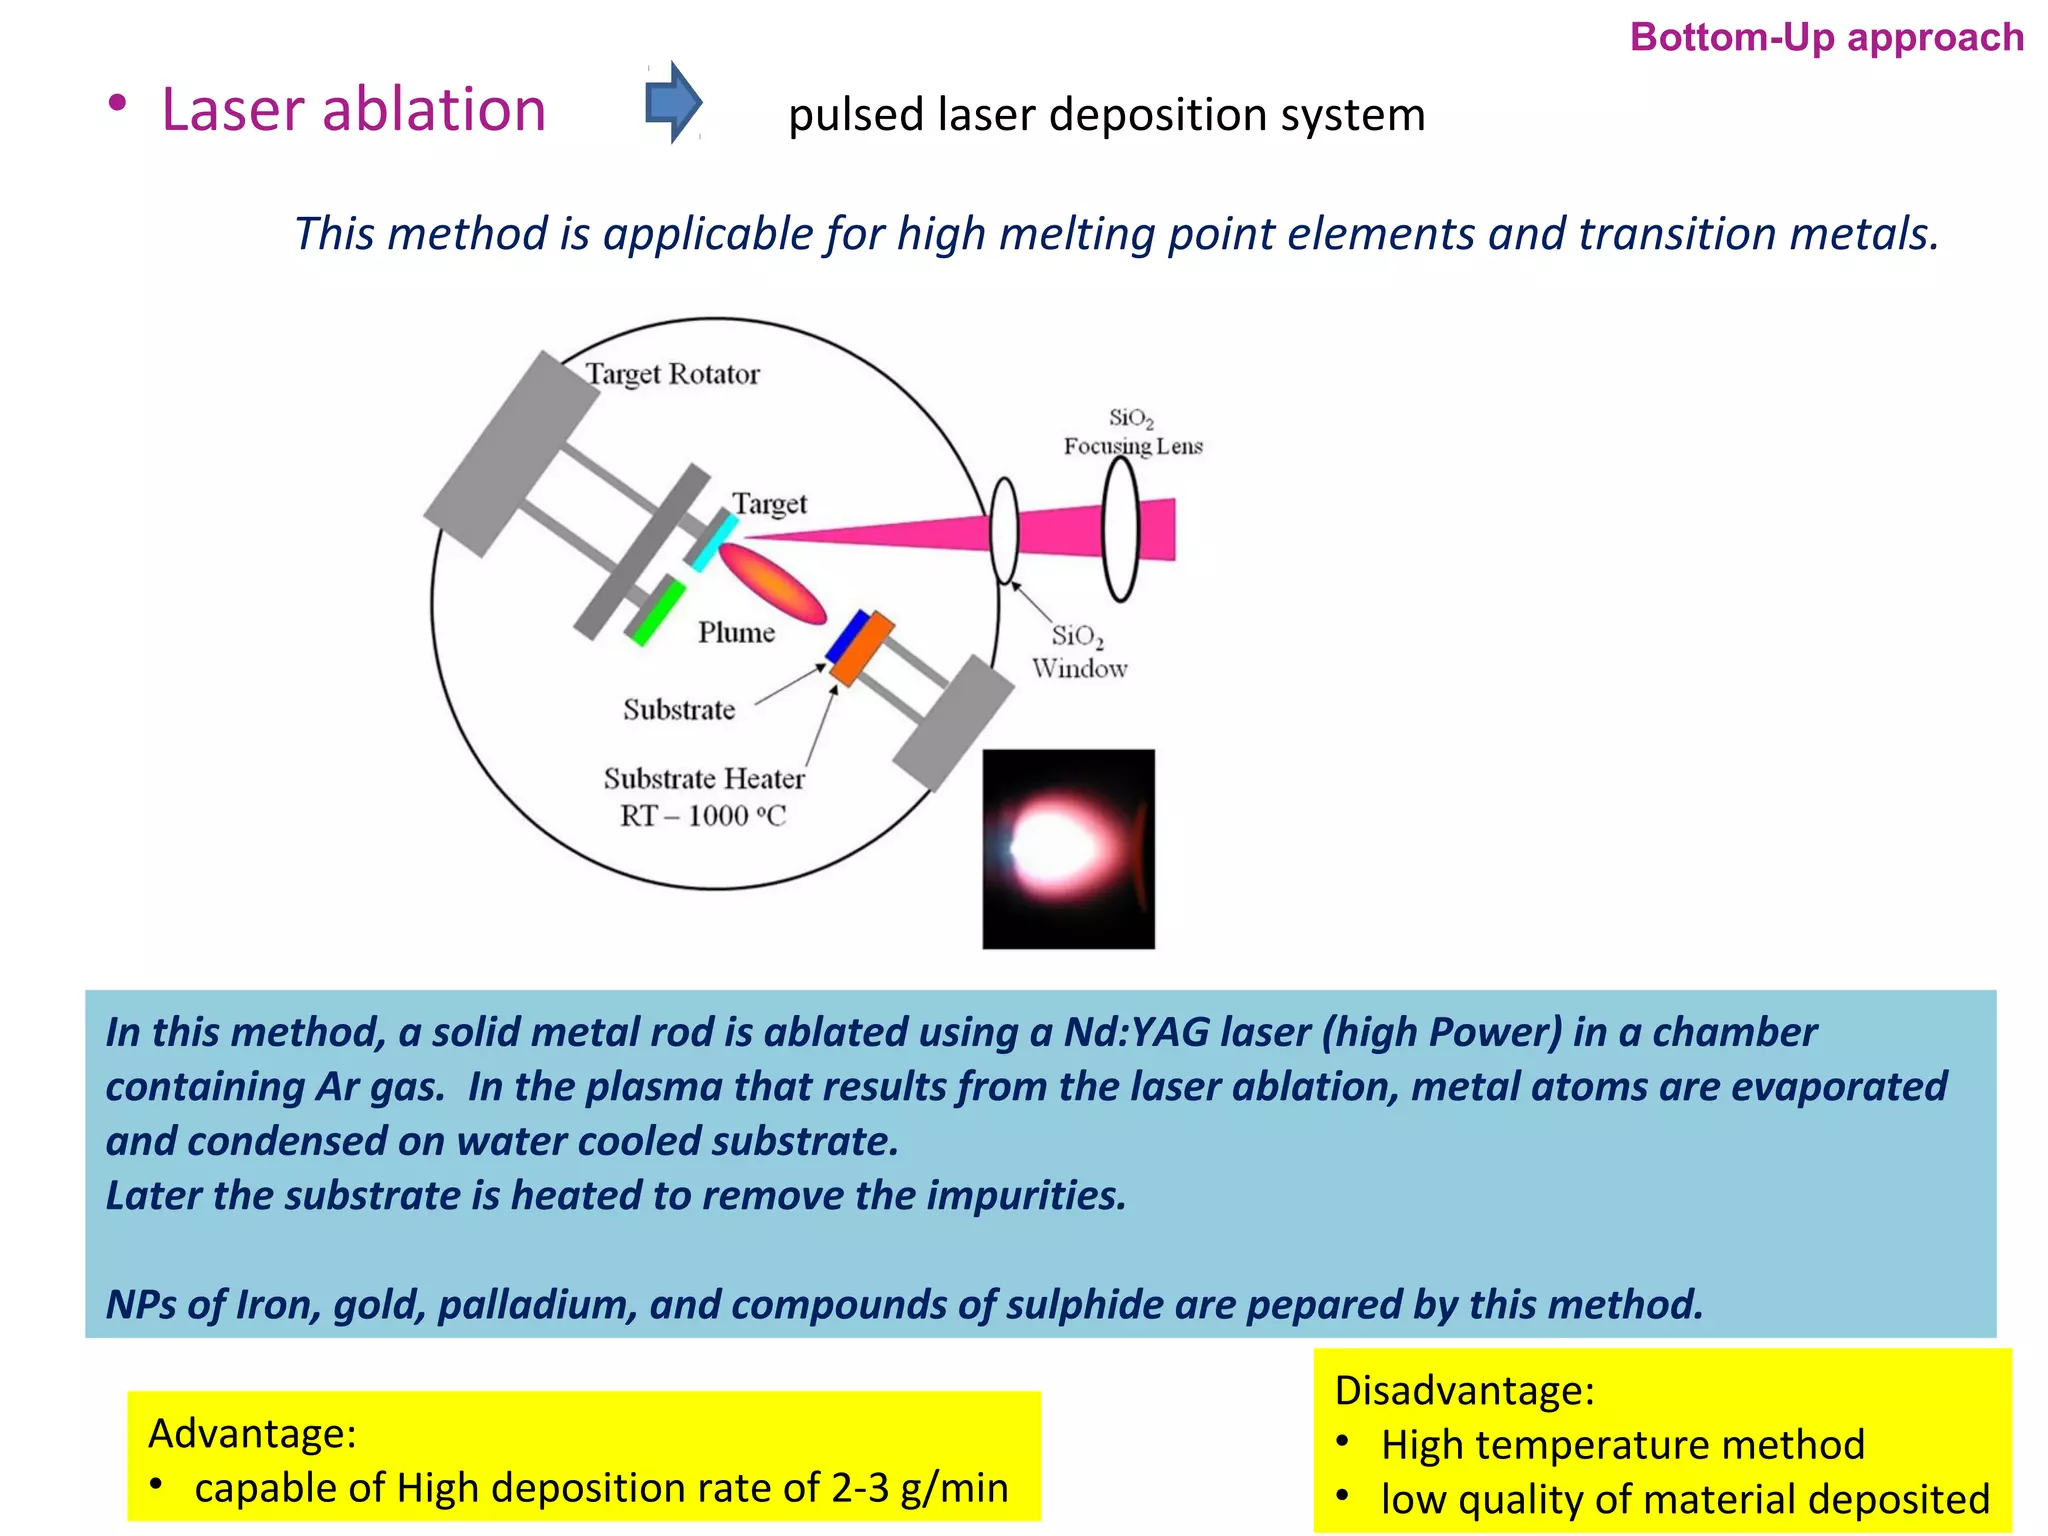 Bottom-Up approach
• Laser ablation
pulsed laser deposition system
This method is applicable for high melting point elements and transition metals.
Target Rotator
SiO2
Focusing Lens
Target
Plume
SiO2
Window
Substrate
Substrate Heater
RT – 1000 ºC
In this method, a solid metal rod is ablated using a Nd:YAG laser (high Power) in a chamber
containing Ar gas.  In the plasma that results from the laser ablation, metal atoms are evaporated
and condensed on water cooled substrate.
Later the substrate is heated to remove the impurities.
NPs of Iron, gold, palladium, and compounds of sulphide are pepared by this method.
Advantage:
• capable of High deposition rate of 2-3 g/min
Disadvantage:
• High temperature method
• low quality of material deposited